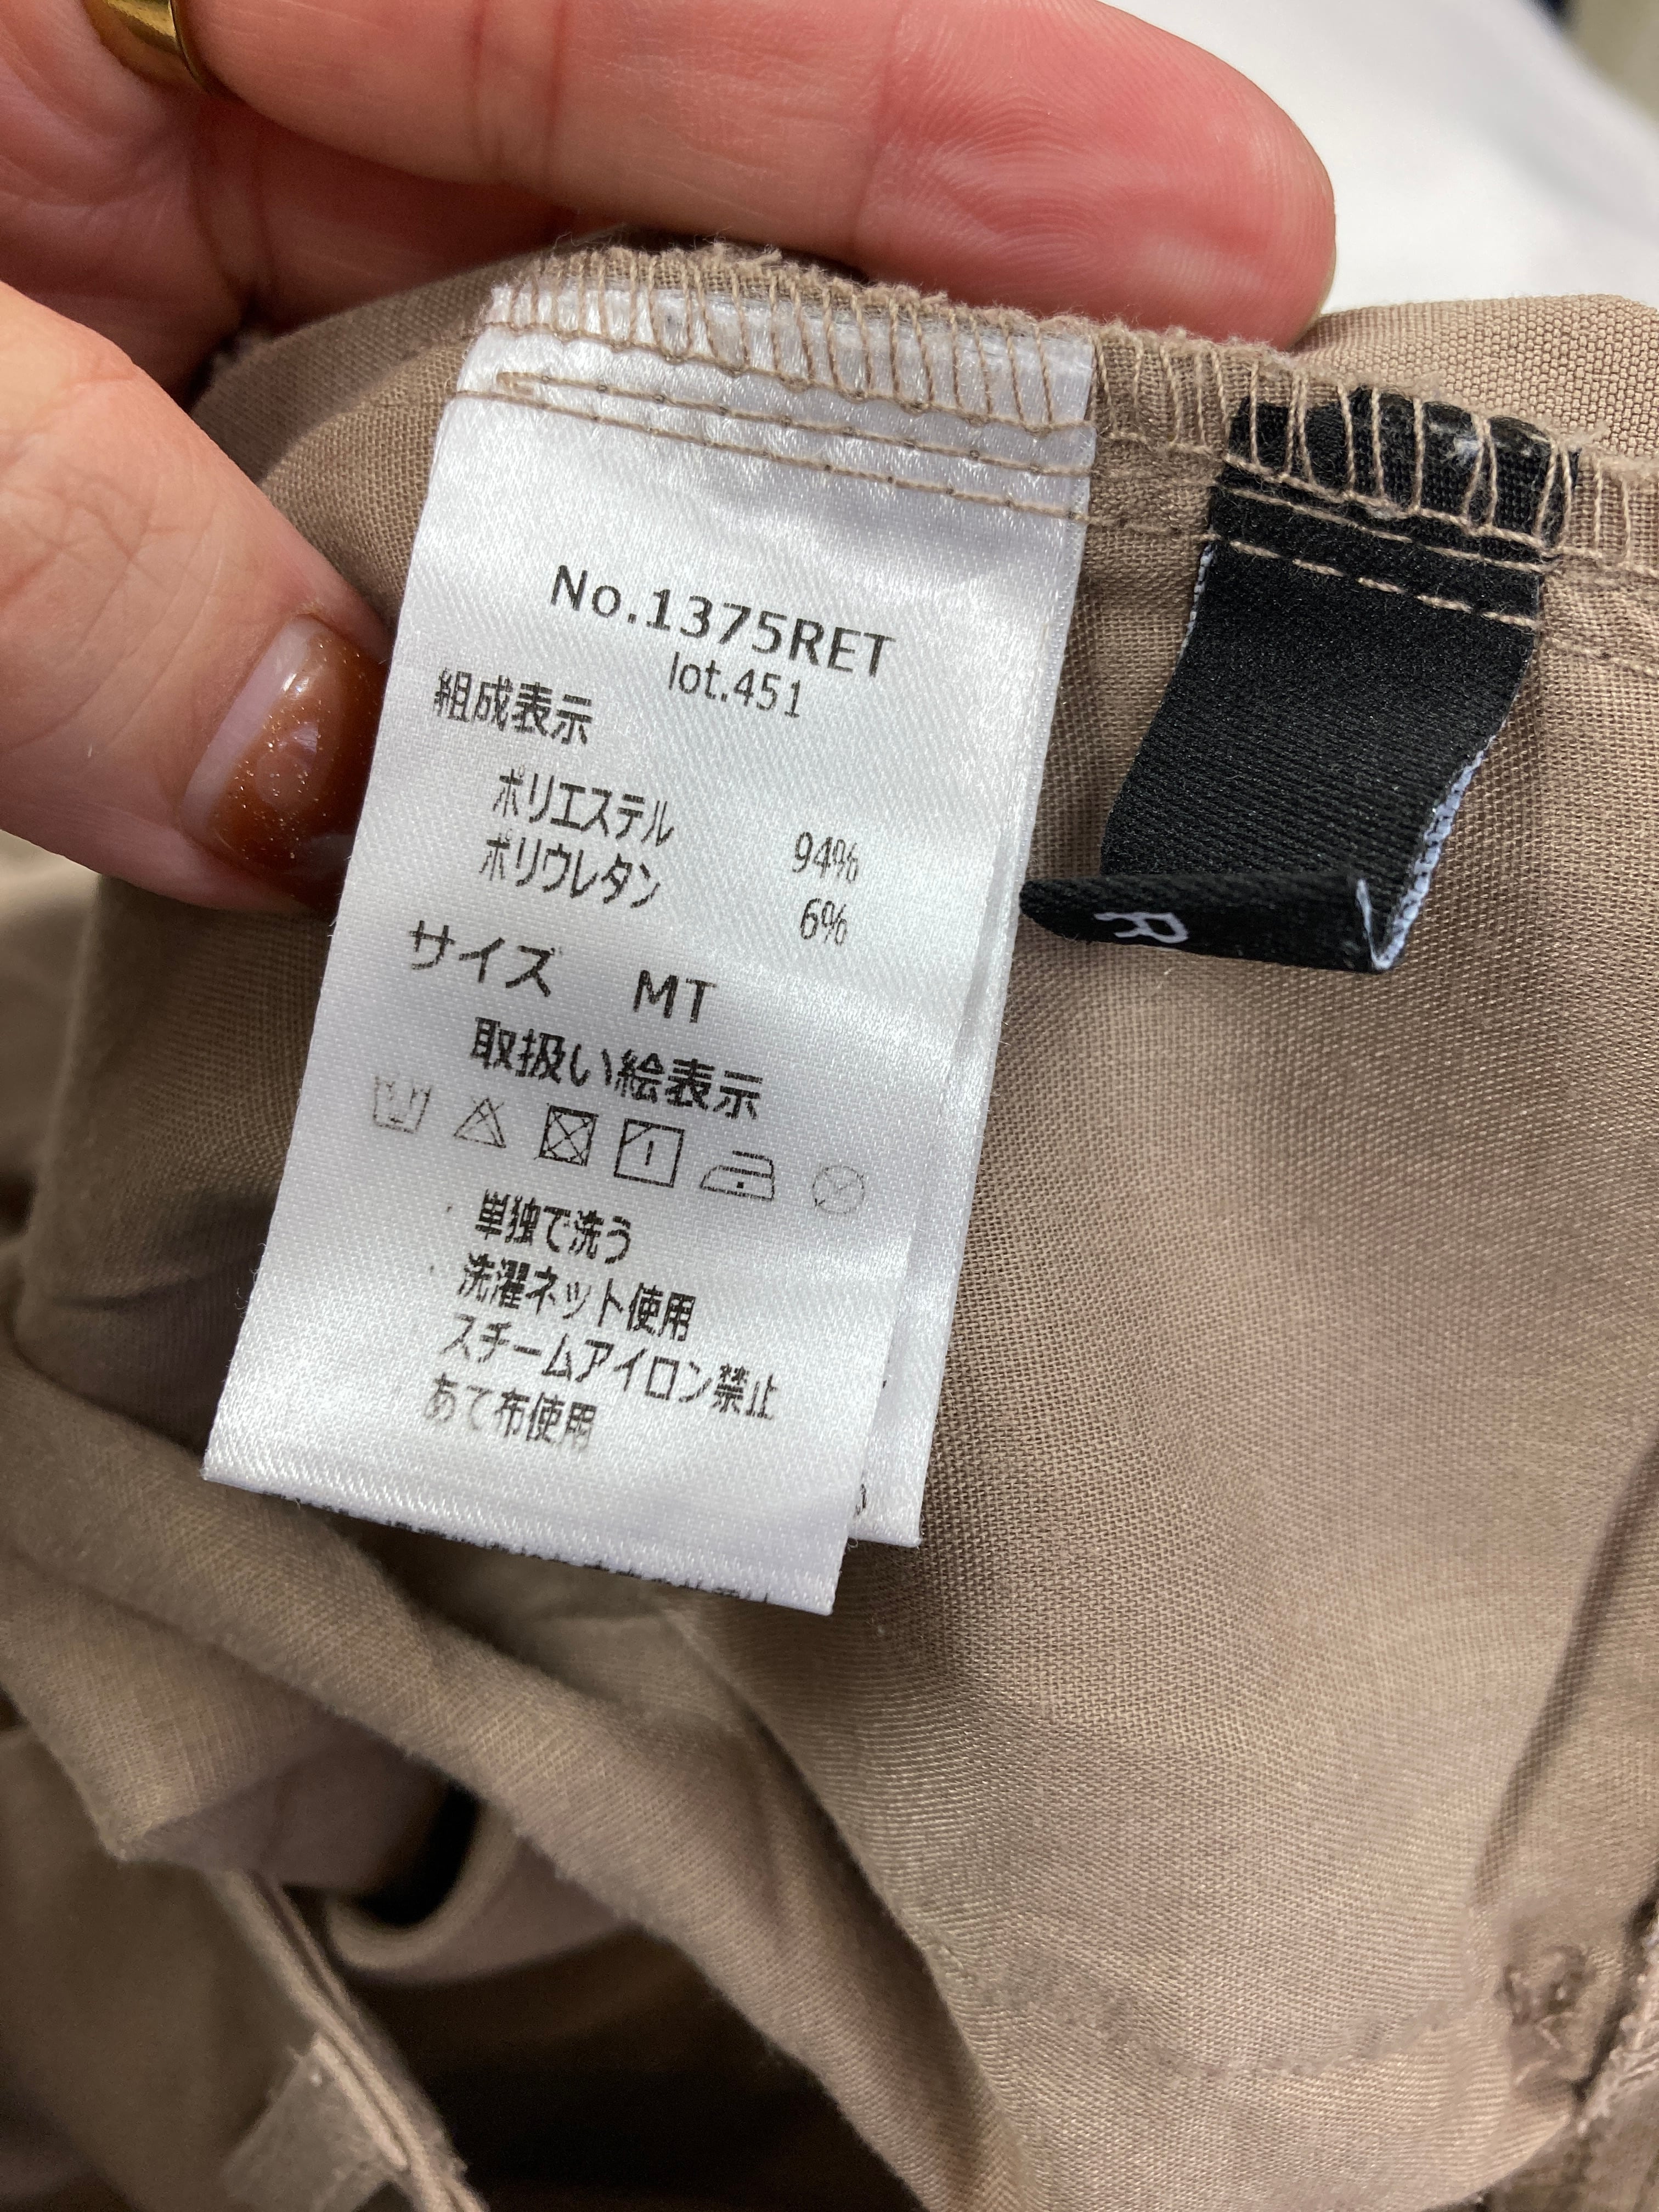 No.1375RET
lot.451
組成表示
ポリエステル 94%
ポリウレタン 6%
サイズ MT
取扱い絵表示
単独で洗う
洗濯ネット使用
スチームアイロン禁止
あて布使用
R